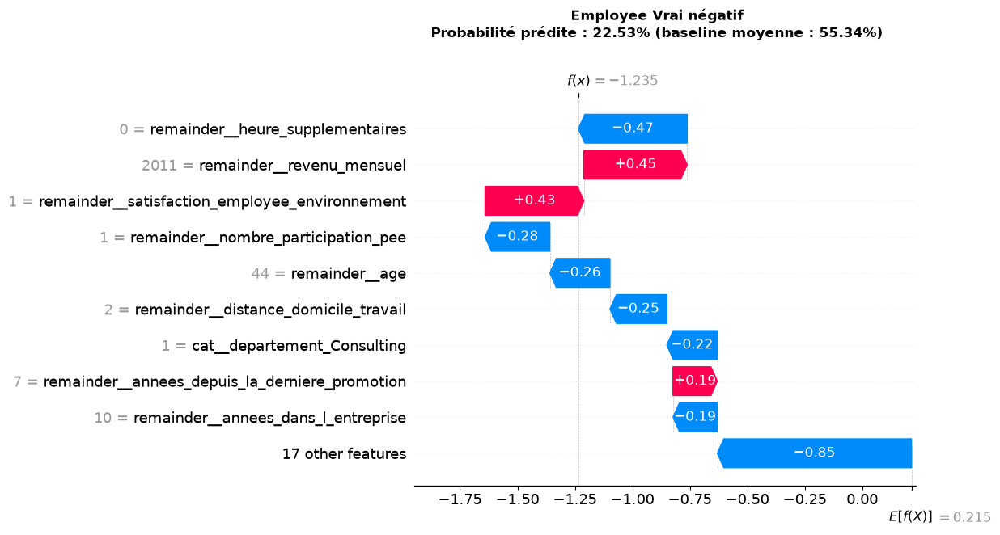 Employee Vrai négatif
Probabilité prédite : 22.53% (baseline moyenne : 55.34%)
f(x) = −1.235
0 = remainder__heure_supplementaires
−0.47
2011 = remainder__revenu_mensuel
+0.45
1 = remainder__satisfaction_employee_environnement
+0.43
1 = remainder__nombre_participation_pee
−0.28
44 = remainder__age
−0.26
2 = remainder__distance_domicile_travail
−0.25
1 = cat__departement_Consulting
−0.22
7 = remainder__annees_depuis_la_derniere_promotion
+0.19
10 = remainder__annees_dans_l_entreprise
−0.19
17 other features
−0.85
−1.75 −1.50 −1.25 −1.00 −0.75 −0.50 −0.25 0.00
E[f(X)] = 0.215